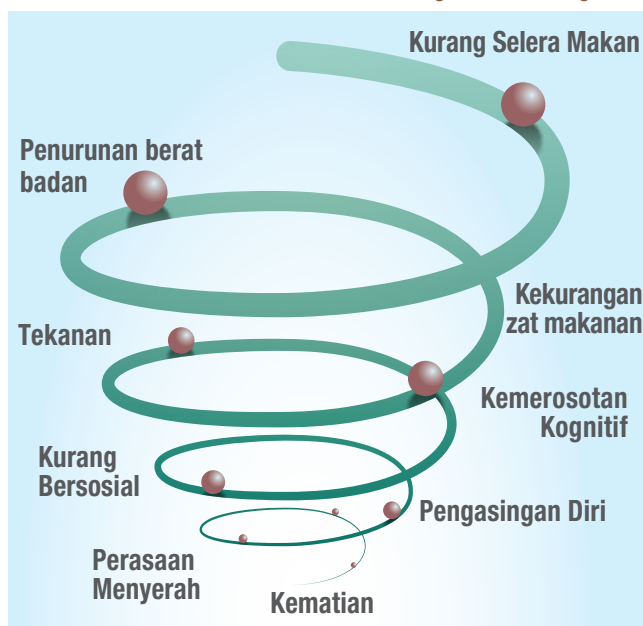 Kurang Selera Makan
Penurunan berat
badan
Kekurangan
zat makanan
Tekanan
Kemerosotan
Kognitif
Kurang
Bersosial
Pengasingan Diri
Perasaan
Menyerah
Kematian